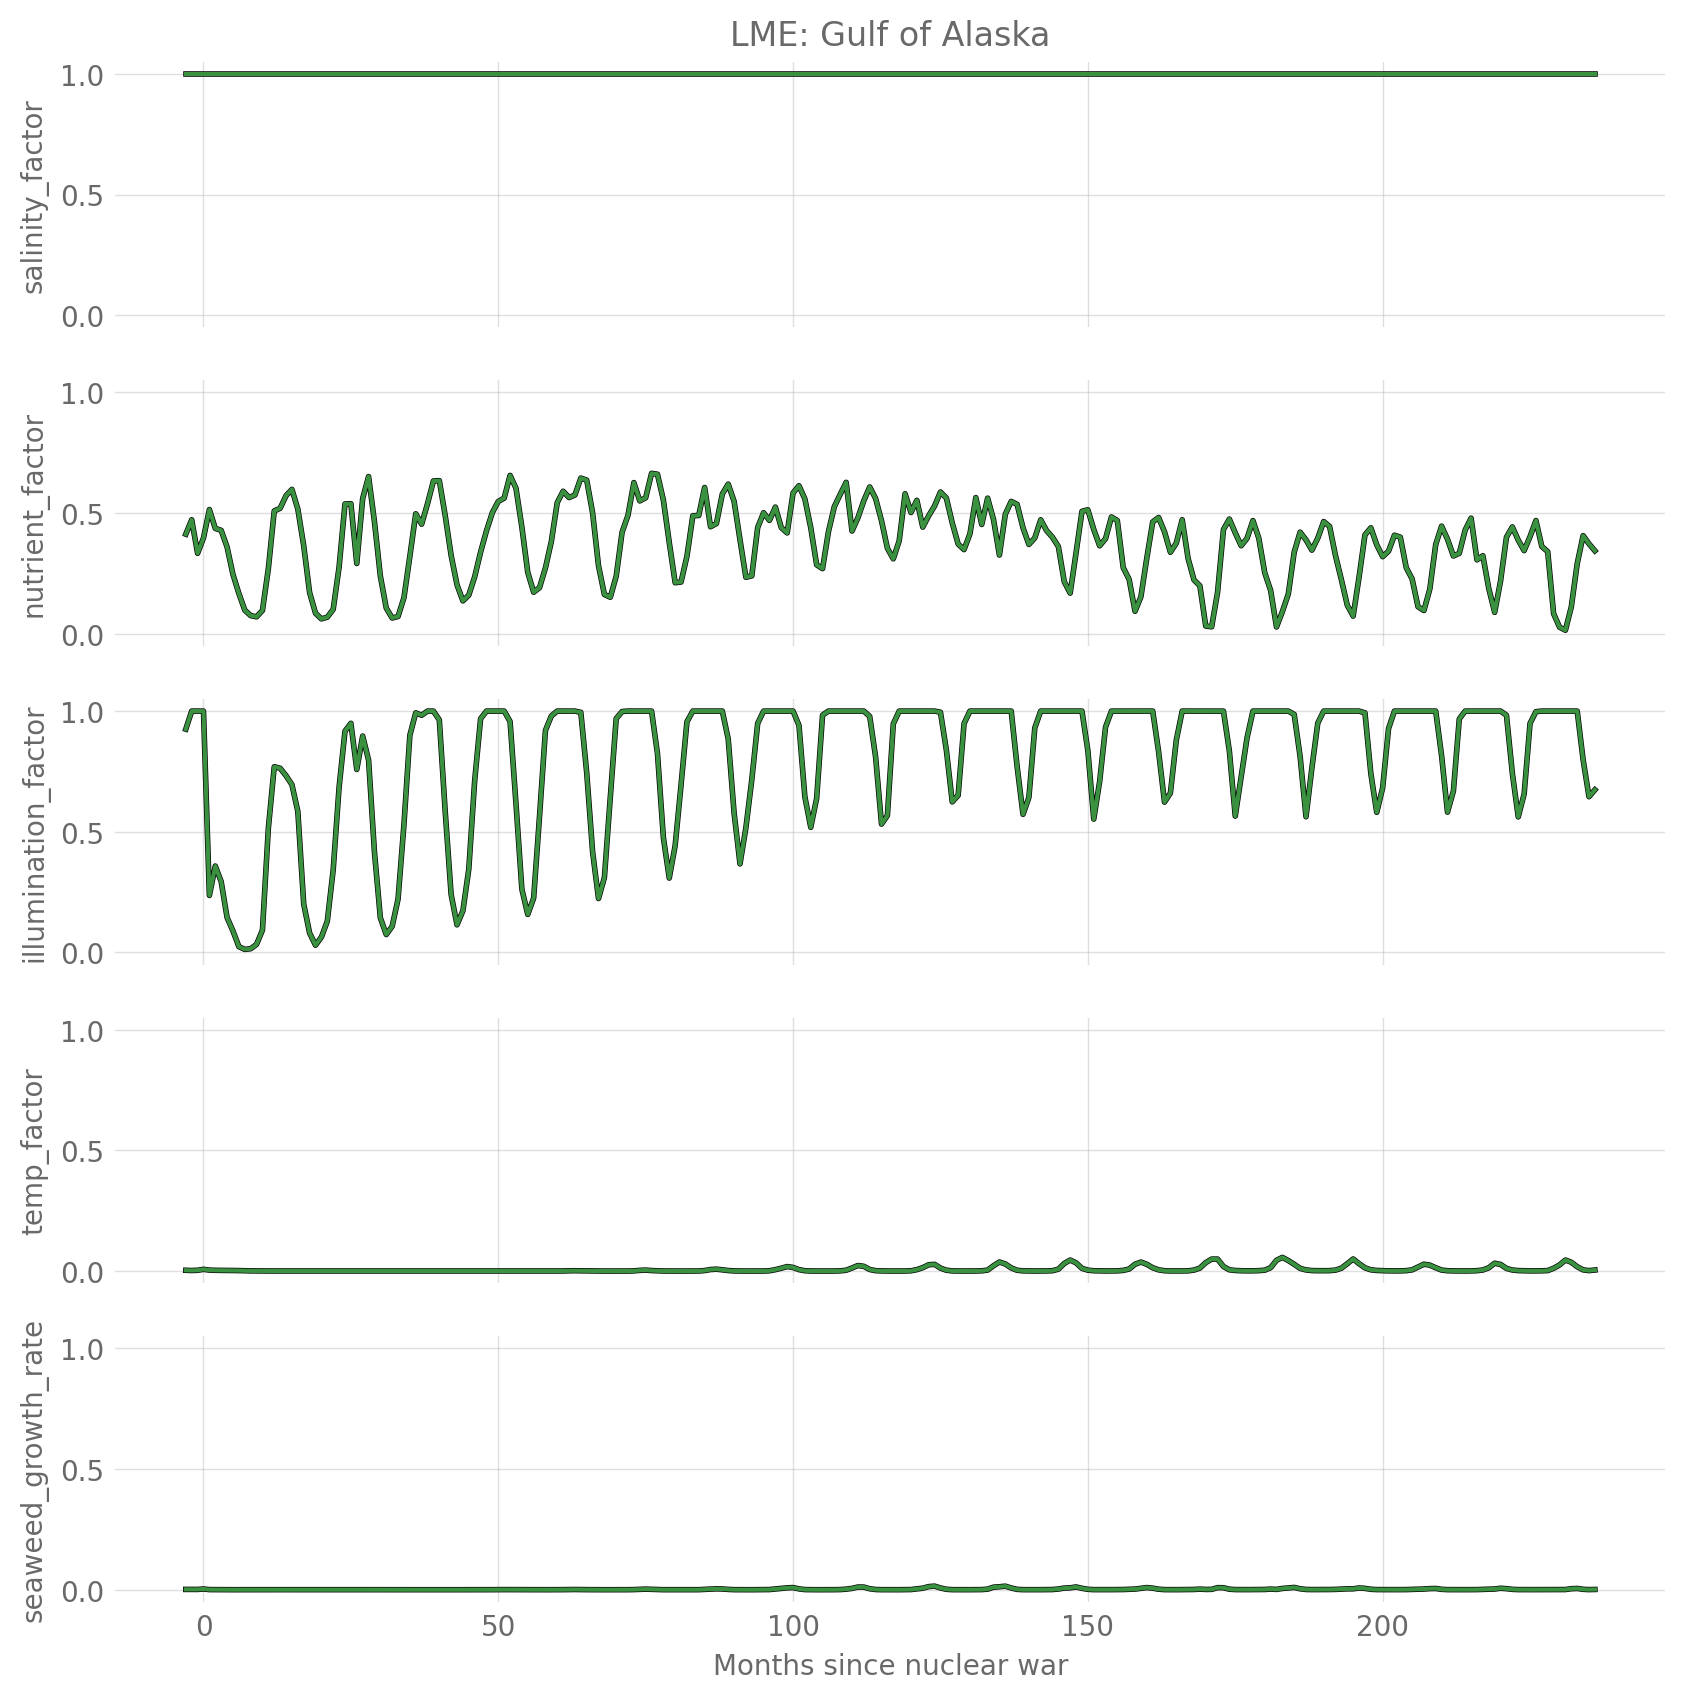 LME: Gulf of Alaska
1.0
0.5
0.0
salinity_factor
1.0
0.5
0.0
nutrient_factor
1.0
0.5
0.0
illumination_factor
1.0
0.5
0.0
temp_factor
1.0
0.5
0.0
seaweed_growth_rate
0 50 100 150 200
Months since nuclear war